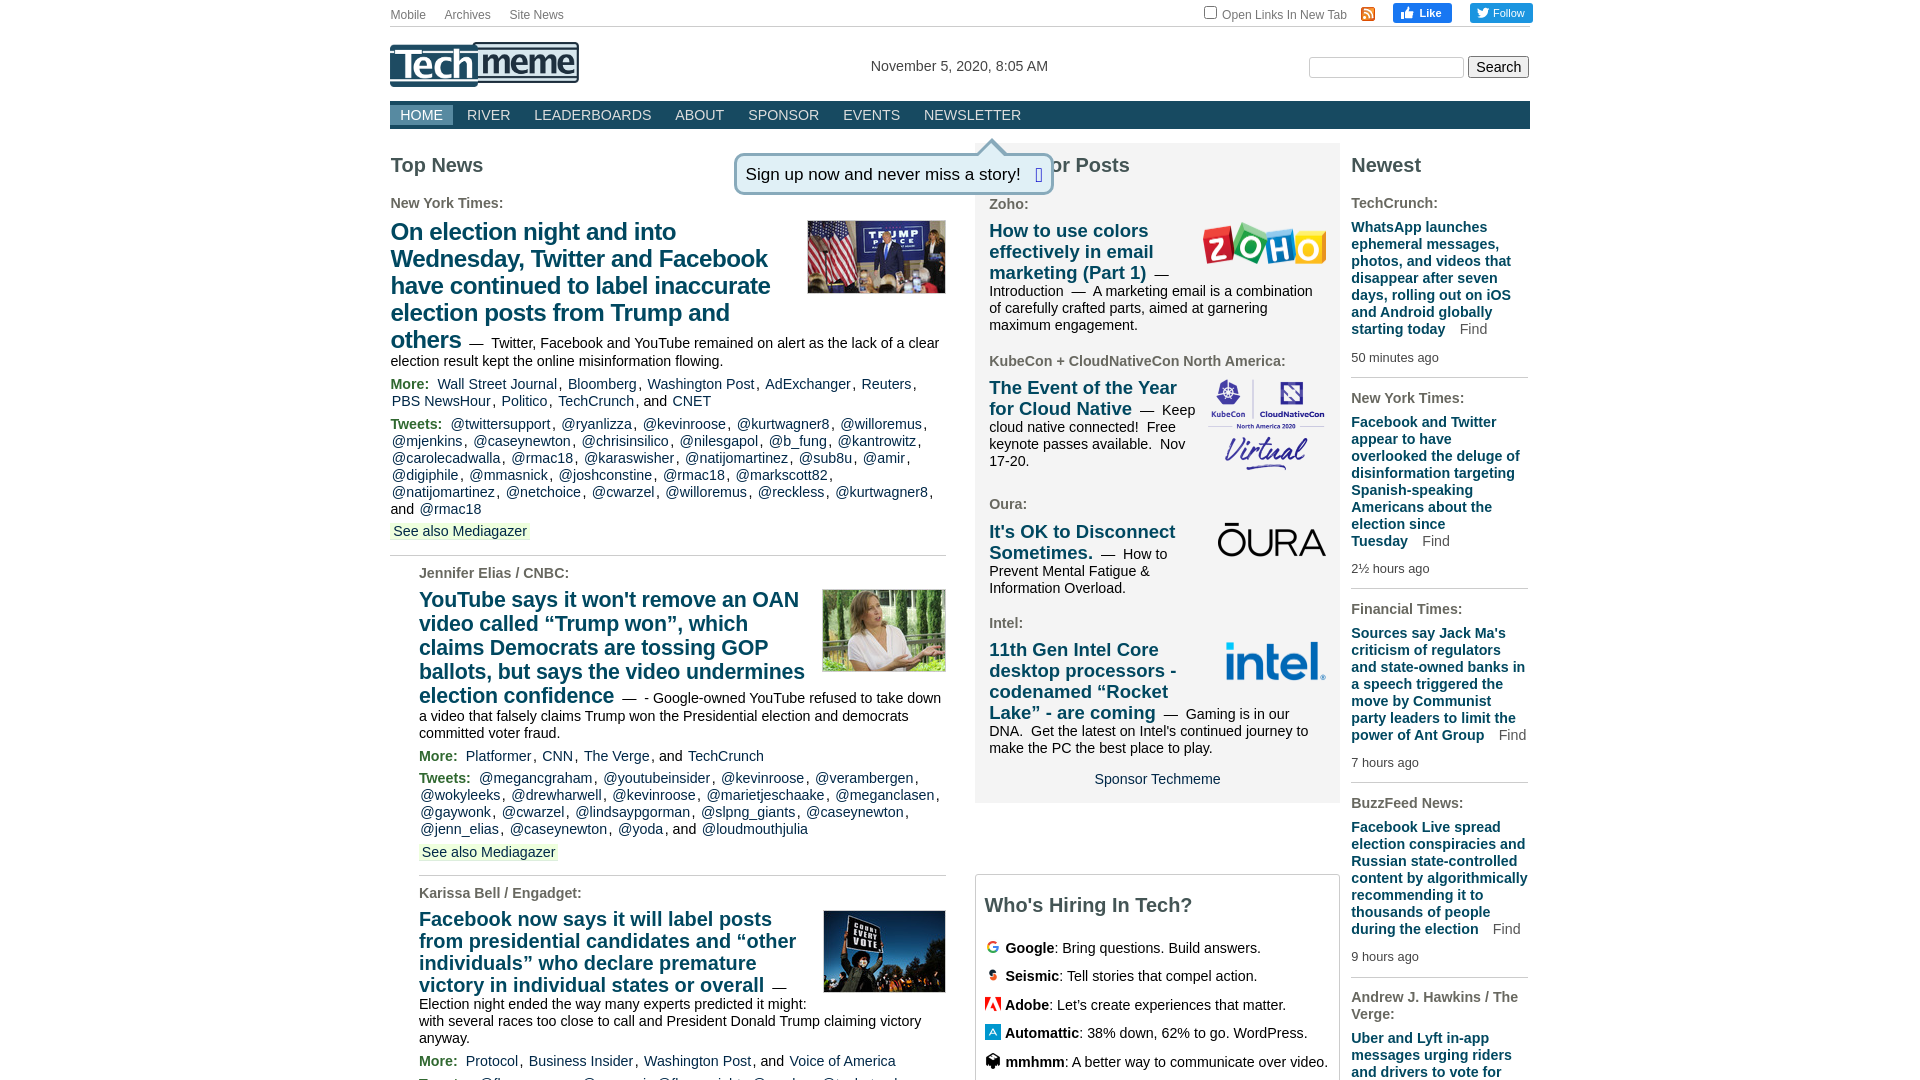 Mobile Archives Site News
Open Links In New Tab Like Follow
Techmeme
November 5, 2020, 8:05 AM
Search
HOME RIVER LEADERBOARDS ABOUT SPONSOR EVENTS NEWSLETTER
Sign up now and never miss a story!
Top News
New York Times:
On election night and into
Wednesday, Twitter and Facebook
have continued to label inaccurate
election posts from Trump and
others — Twitter, Facebook and YouTube remained on alert as the lack of a clear
election result kept the online misinformation flowing.
TRUMP
PENCE
More: Wall Street Journal, Bloomberg, Washington Post, AdExchanger, Reuters,
PBS NewsHour, Politico, TechCrunch, and CNET
Tweets: @twittersupport, @ryanlizza, @kevinroose, @kurtwagner8, @willoremus,
@mjenkins, @caseynewton, @chrisinsilico, @nilesgapol, @b_fung, @kantrowitz,
@carolecadwalla, @rmac18, @karaswisher, @natijomartinez, @sub8u, @amir,
@digiphile, @mmasnick, @joshconstine, @rmac18, @markscott82,
@natijomartinez, @netchoice, @cwarzel, @willoremus, @reckless, @kurtwagner8,
and @rmac18
See also Mediagazer
Jennifer Elias / CNBC:
YouTube says it won't remove an OAN
video called “Trump won”, which
claims Democrats are tossing GOP
ballots, but says the video undermines
election confidence — - Google-owned YouTube refused to take down
a video that falsely claims Trump won the Presidential election and democrats
committed voter fraud.
More: Platformer, CNN, The Verge, and TechCrunch
Tweets: @megancgraham, @youtubeinsider, @kevinroose, @verambergen,
@wokyleeks, @drewharwell, @kevinroose, @marietjeschaake, @meganclasen,
@gaywonk, @cwarzel, @lindsaypgorman, @slpng_giants, @caseynewton,
@jenn_elias, @caseynewton, @yoda, and @loudmouthjulia
See also Mediagazer
Karissa Bell / Engadget:
Facebook now says it will label posts
from presidential candidates and “other
individuals” who declare premature
victory in individual states or overall —
Election night ended the way many experts predicted it might:
with several races too close to call and President Donald Trump claiming victory
anyway.
COUNT
EVERY
VOTE
More: Protocol, Business Insider, Washington Post, and Voice of America
or Posts
Zoho:
How to use colors
effectively in email
marketing (Part 1) —
Introduction — A marketing email is a combination
of carefully crafted parts, aimed at garnering
maximum engagement.
ZOHO
KubeCon + CloudNativeCon North America:
The Event of the Year
for Cloud Native — Keep
cloud native connected! Free
keynote passes available. Nov
17-20.
KubeCon CloudNativeCon
North America 2020
Virtual
Oura:
It's OK to Disconnect
Sometimes. — How to
Prevent Mental Fatigue &
Information Overload.
ŌURA
Intel:
11th Gen Intel Core
desktop processors -
codenamed “Rocket
Lake” - are coming — Gaming is in our
DNA. Get the latest on Intel's continued journey to
make the PC the best place to play.
intel®
Sponsor Techmeme
Who's Hiring In Tech?
Google: Bring questions. Build answers.
Seismic: Tell stories that compel action.
Adobe: Let’s create experiences that matter.
Automattic: 38% down, 62% to go. WordPress.
mmhmm: A better way to communicate over video.
Newest
TechCrunch:
WhatsApp launches
ephemeral messages,
photos, and videos that
disappear after seven
days, rolling out on iOS
and Android globally
starting today Find
50 minutes ago
New York Times:
Facebook and Twitter
appear to have
overlooked the deluge of
disinformation targeting
Spanish-speaking
Americans about the
election since
Tuesday Find
2½ hours ago
Financial Times:
Sources say Jack Ma's
criticism of regulators
and state-owned banks in
a speech triggered the
move by Communist
party leaders to limit the
power of Ant Group Find
7 hours ago
BuzzFeed News:
Facebook Live spread
election conspiracies and
Russian state-controlled
content by algorithmically
recommending it to
thousands of people
during the election Find
9 hours ago
Andrew J. Hawkins / The
Verge:
Uber and Lyft in-app
messages urging riders
and drivers to vote for